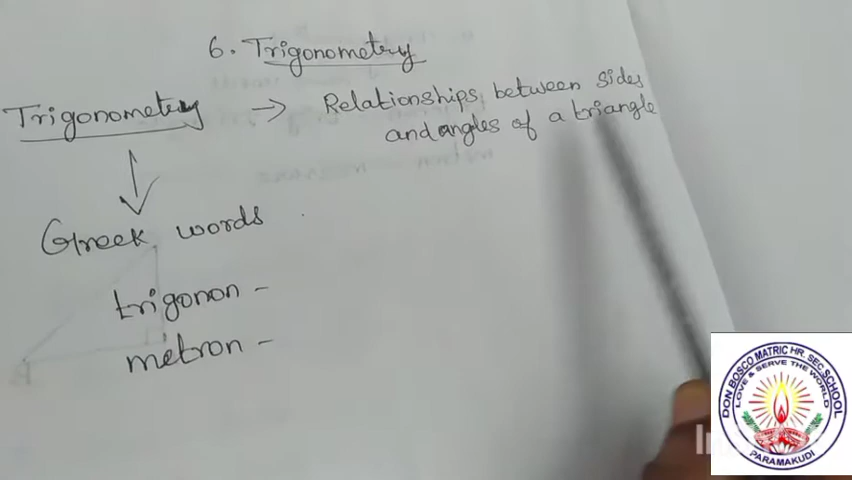 6. Trigonometry
Trigonometry → Relationships between sides
and angles of a triangle
Greek words
trigonon -
metron -
DON BOSCO MATRIC HR. SEC. SCHOOL
LOVE & SERVE THE WORLD
PARAMAKUDI